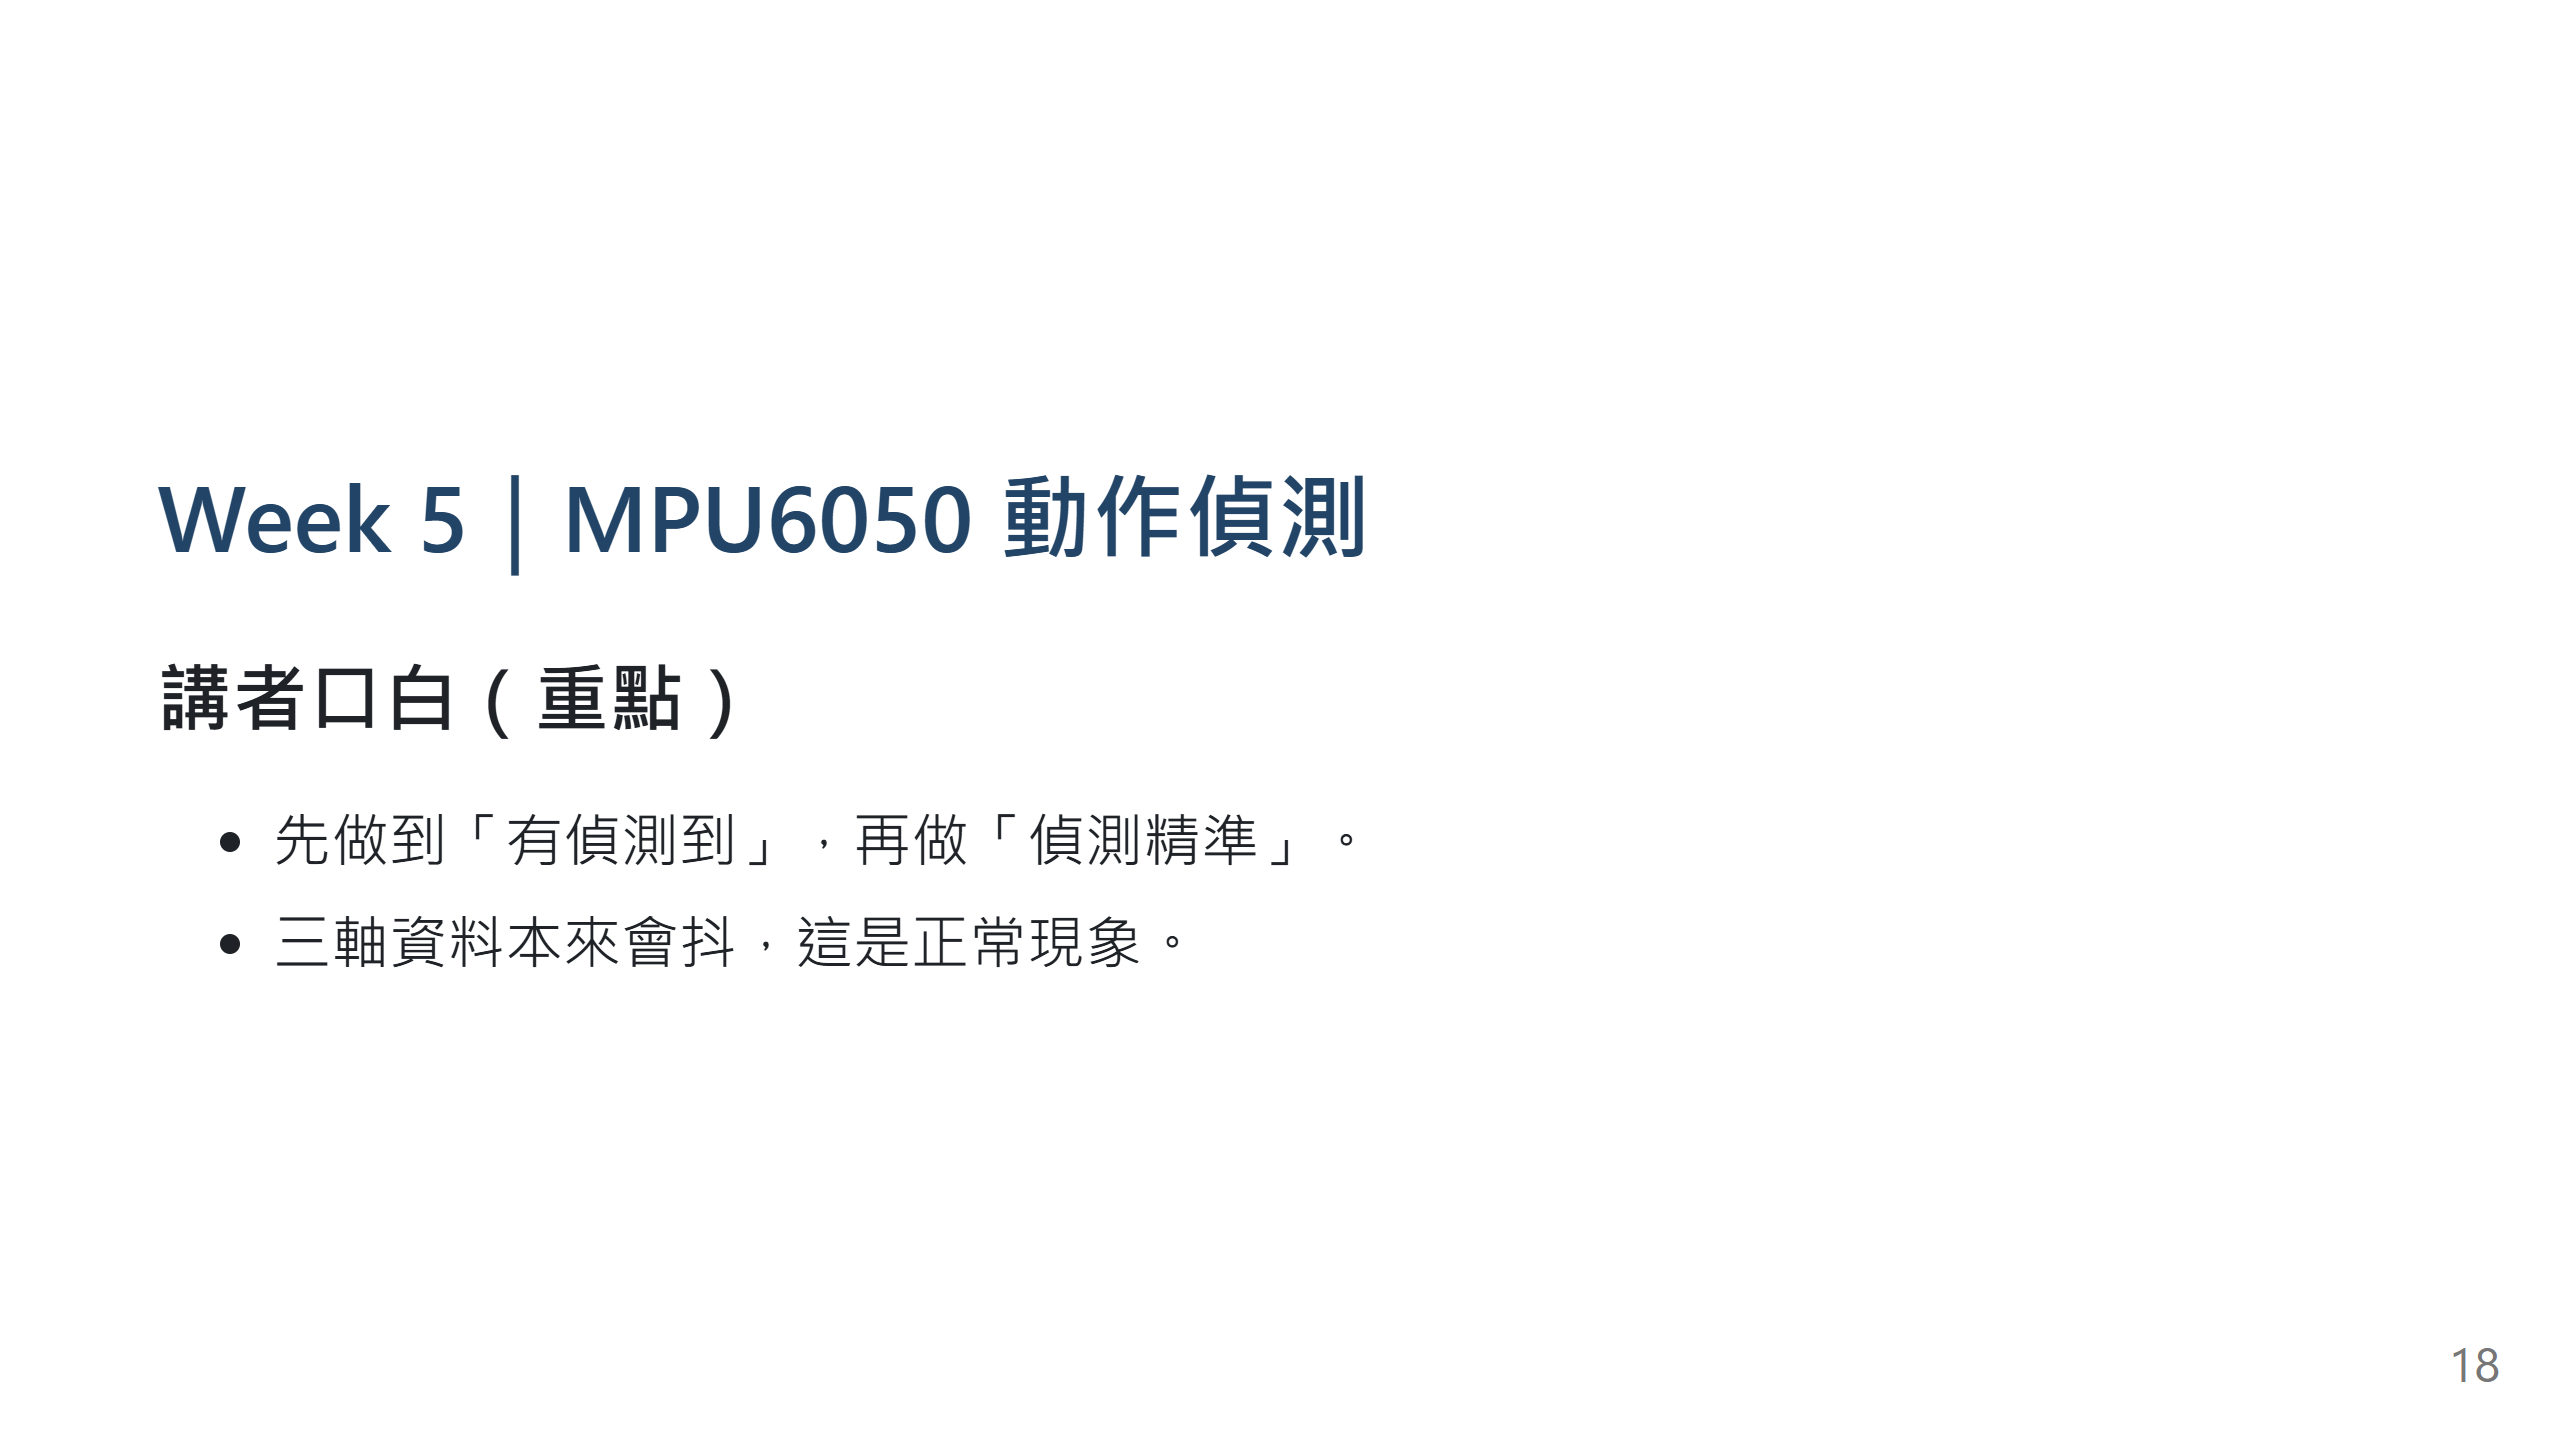 Week 5｜MPU6050 動作偵測
講者口白（重點）
• 先做到「有偵測到」，再做「偵測精準」。
• 三軸資料本來會抖，這是正常現象。
18